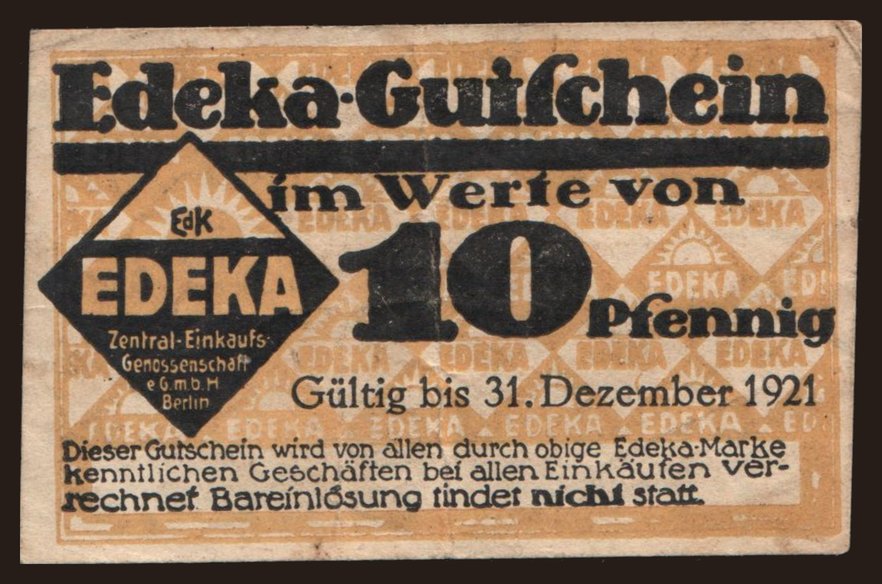 Edeka-Gutschein
im Werte von
10
Pfennig
EdK
EDEKA
Zentral-Einkaufs-
Genossenschaft
e G.m.b.H
Berlin
Gültig bis 31. Dezember 1921
Dieser Gutschein wird von allen durch obige Edeka-Marke
kenntlichen Geschäften bei allen Einkäufen ver-
rechnet. Bareinlösung findet nicht statt.